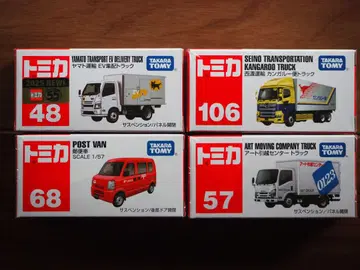 トミカ
2025 NEW!
48
YAMATO TRANSPORT EV DELIVERY TRUCK
ヤマト運輸 EV集配トラック
TAKARA TOMY
サスペンション/パネル開閉
トミカ
106
SEINO TRANSPORTATION
KANGAROO TRUCK
西濃運輸 カンガルー便トラック
TAKARA TOMY
サスペンション
トミカ
68
POST VAN
郵便車
SCALE 1/57
TAKARA TOMY
サスペンション/後部ドア開閉
トミカ
57
ART MOVING COMPANY TRUCK
アート引越センター トラック
TAKARA TOMY
0123
サスペンション/パネル開閉